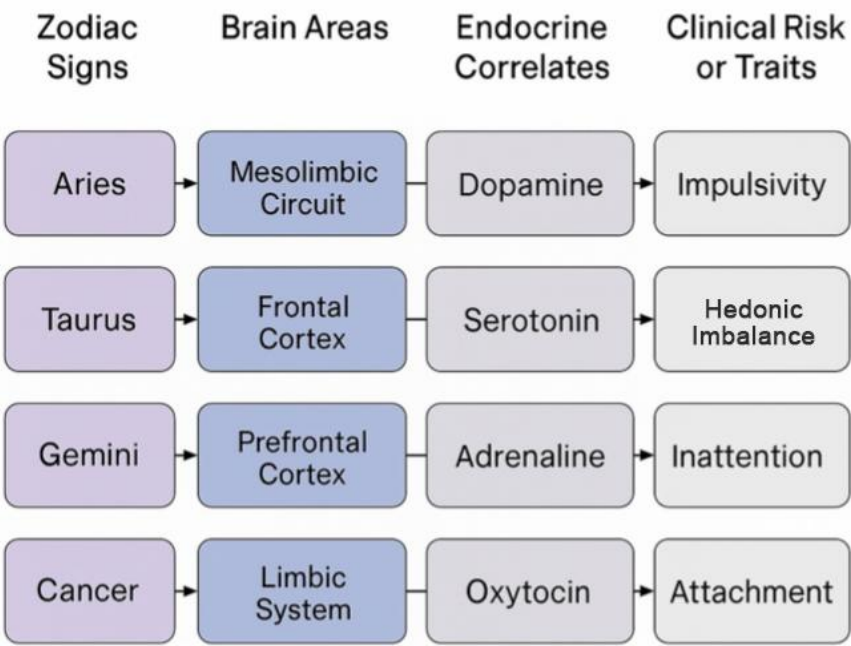 Zodiac
Signs
Brain Areas
Endocrine
Correlates
Clinical Risk
or Traits
Aries
Mesolimbic
Circuit
Dopamine
Impulsivity
Taurus
Frontal
Cortex
Serotonin
Hedonic
Imbalance
Gemini
Prefrontal
Cortex
Adrenaline
Inattention
Cancer
Limbic
System
Oxytocin
Attachment